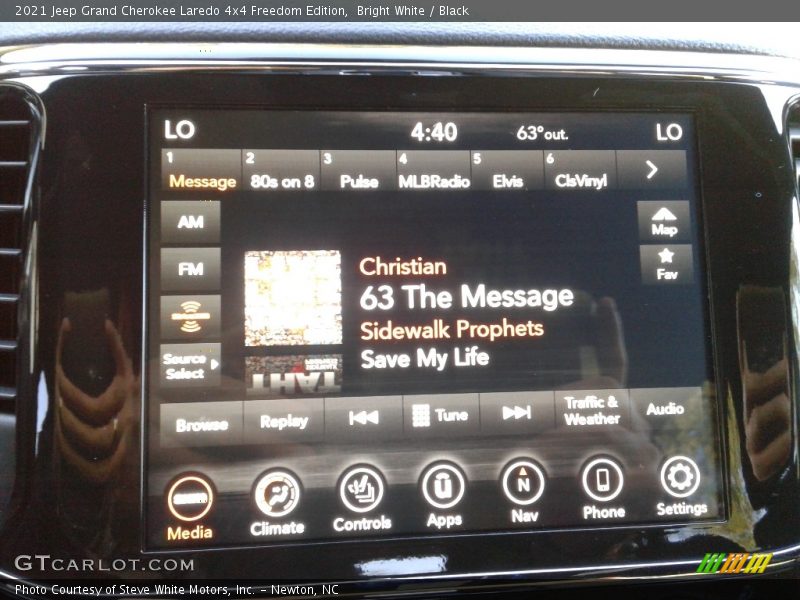 2021 Jeep Grand Cherokee Laredo 4x4 Freedom Edition, Bright White / Black
LO 4:40 63°out. LO
1 2 3 4 5 6
Message 80s on 8 Pulse MLBRadio Elvis ClsVinyl
AM
Map
FM
Fav
Christian
63 The Message
Sidewalk Prophets
Save My Life
Source
Select
Browse Replay Tune Traffic &
Weather Audio
Media Climate Controls Apps Nav Phone Settings
N
GTCARLOT.COM
Photo Courtesy of Steve White Motors, Inc. – Newton, NC